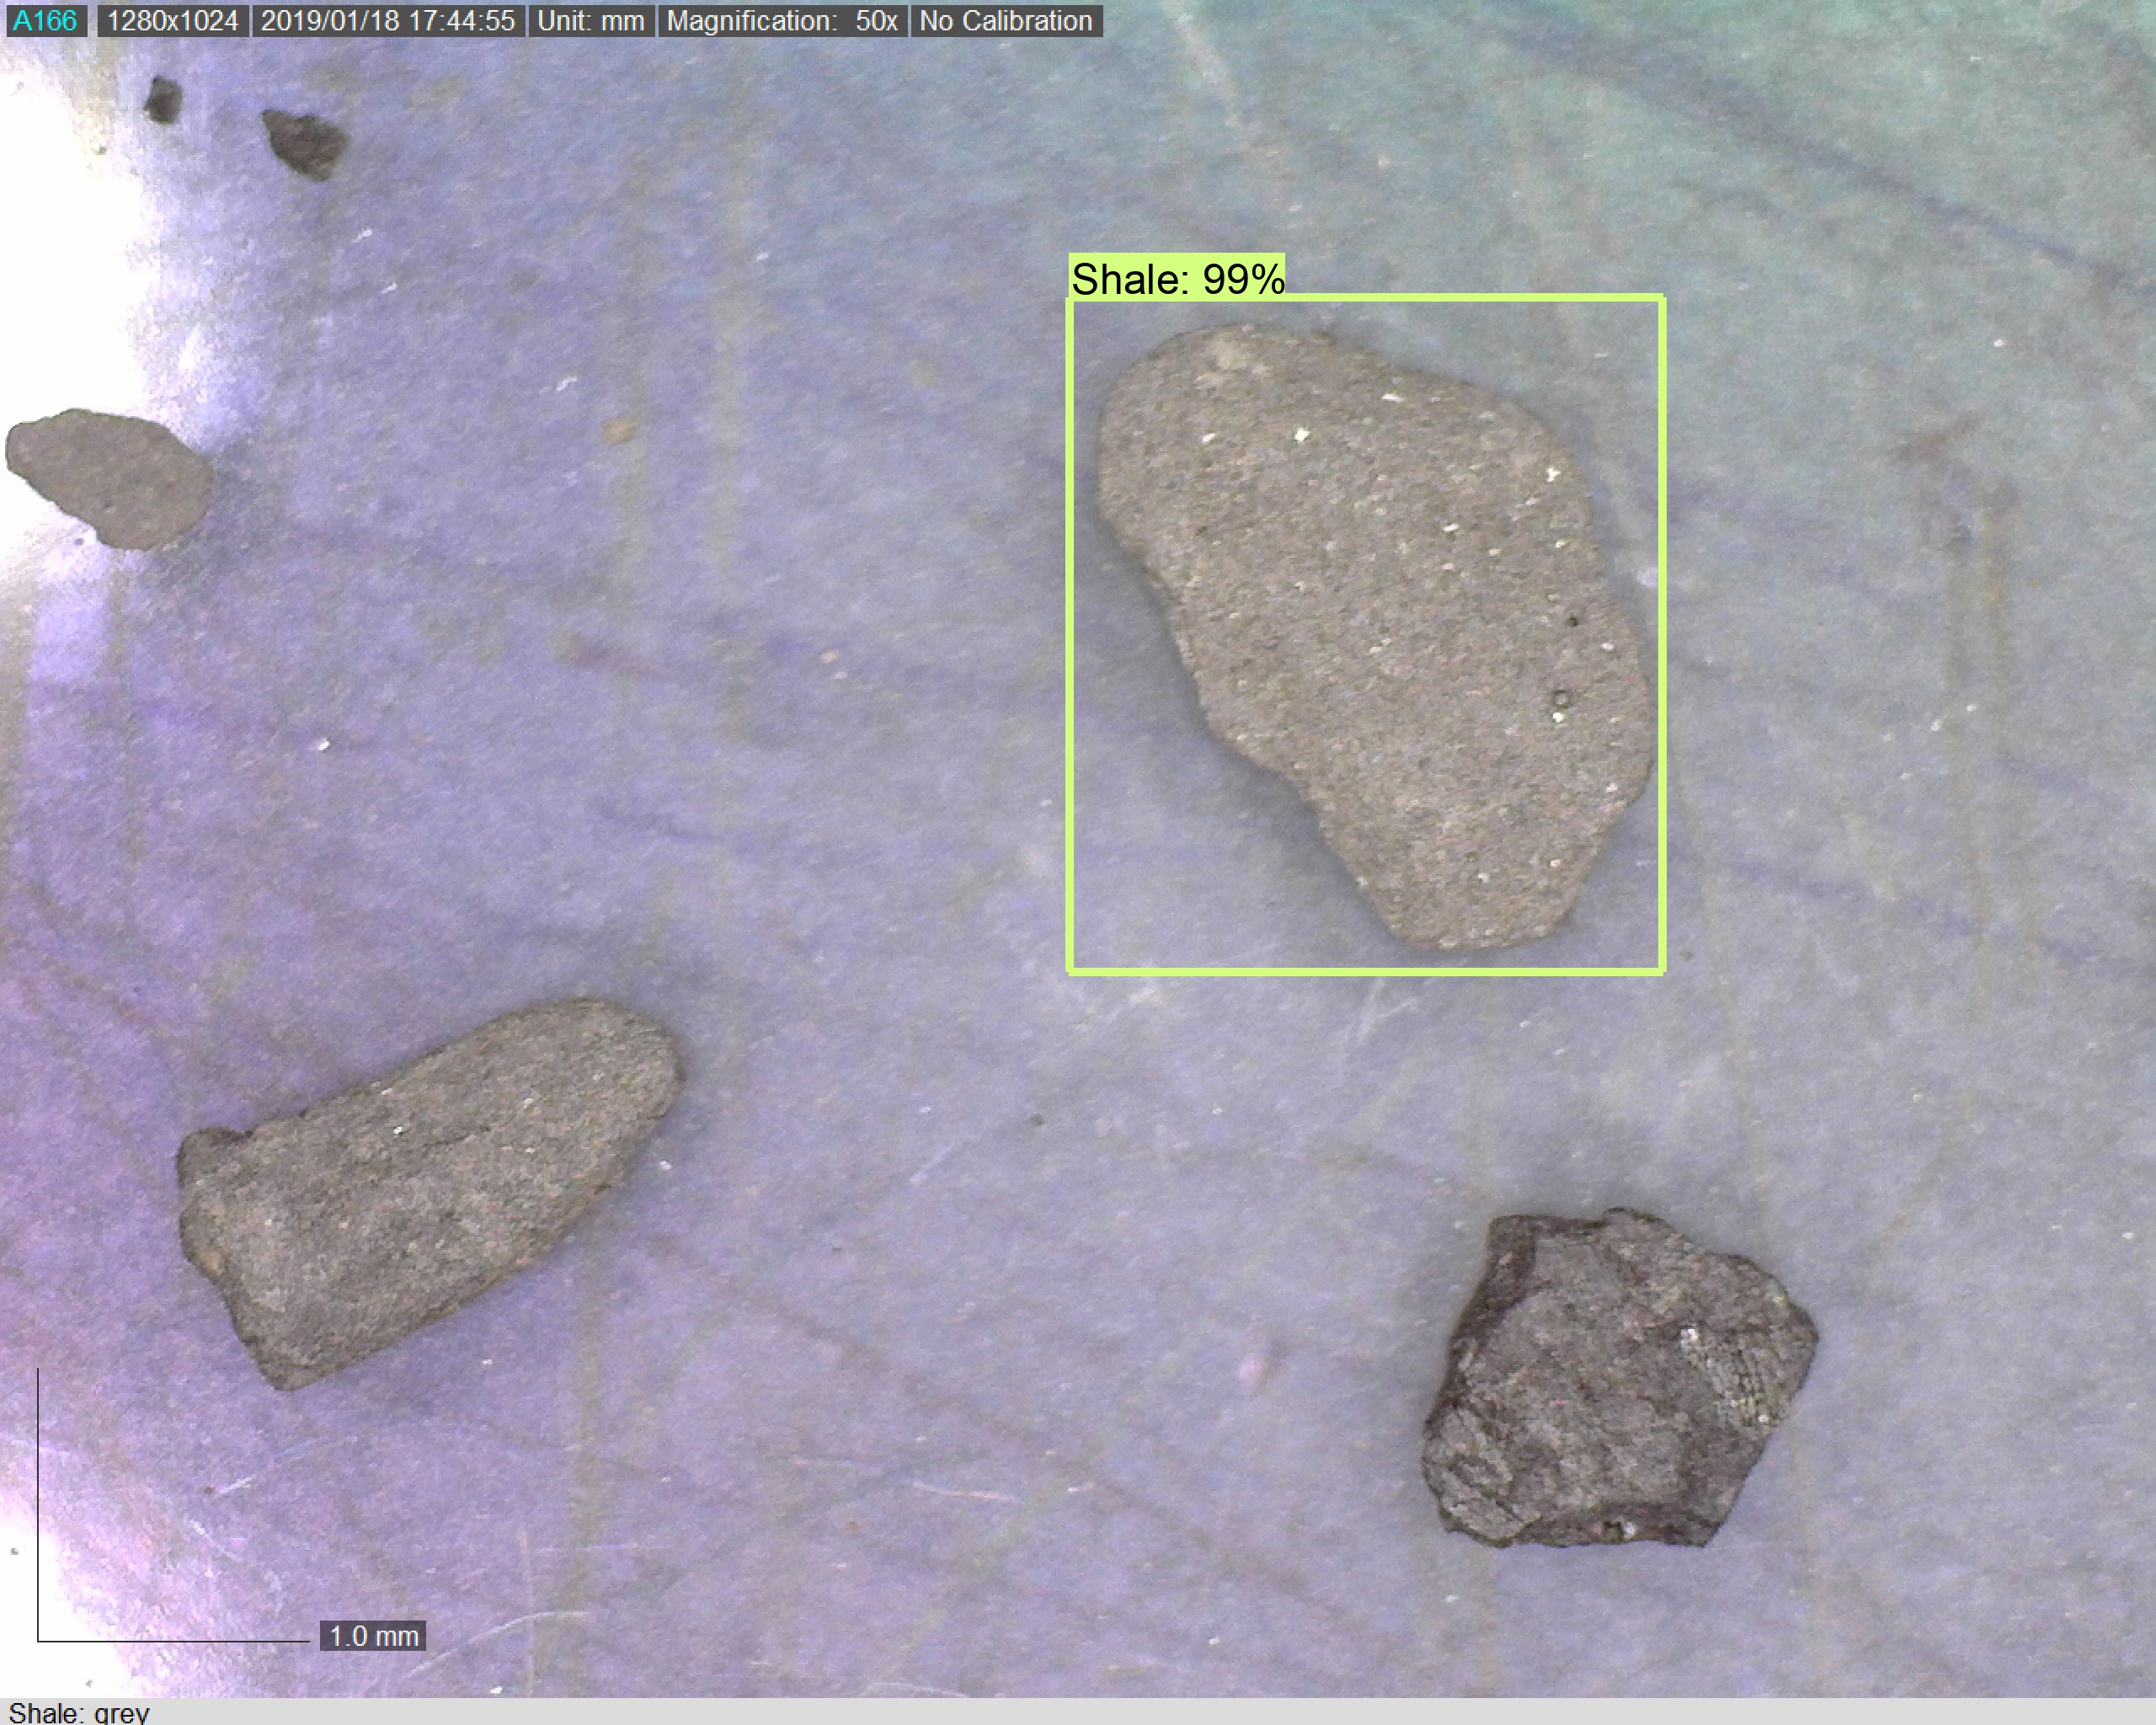 A166 1280x1024 2019/01/18 17:44:55 Unit: mm Magnification: 50x No Calibration
Shale: 99%
1.0 mm
Shale: grey